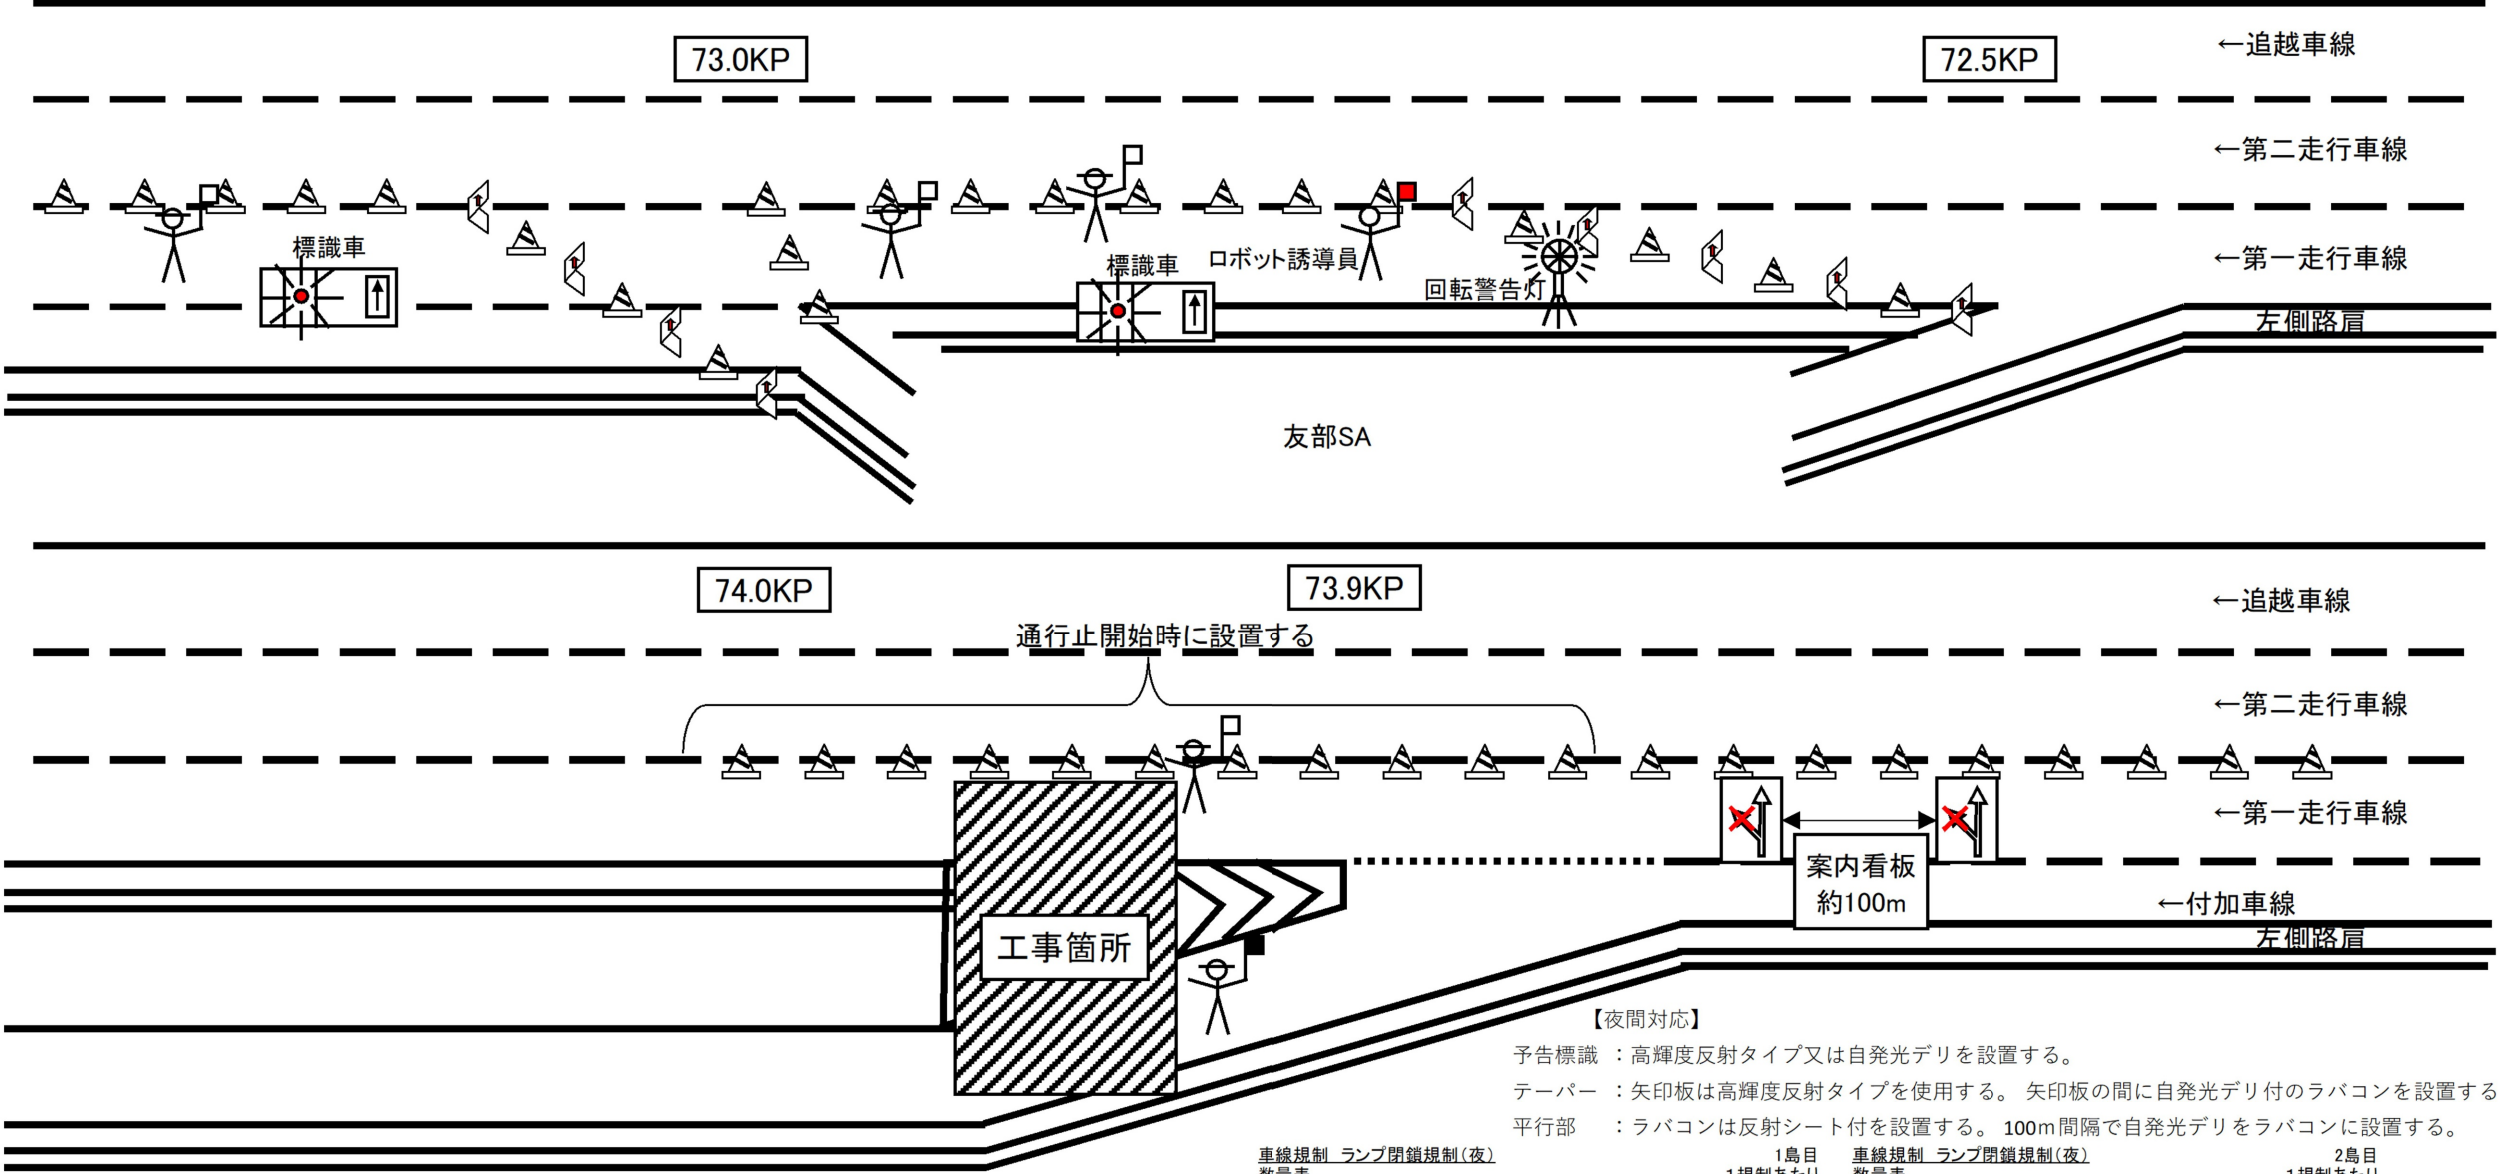 73.0KP
72.5KP
←追越車線
←第二走行車線
標識車
標識車
ロボット誘導員
回転警告灯
←第一走行車線
左側路肩
友部SA
74.0KP
73.9KP
←追越車線
通行止開始時に設置する
←第二走行車線
←第一走行車線
案内看板
約100m
←付加車線
左側路肩
工事箇所
【夜間対応】
予告標識 ：高輝度反射タイプ又は自発光デリを設置する。
テーパー ：矢印板は高輝度反射タイプを使用する。 矢印板の間に自発光デリ付のラバコンを設置する
平行部 ：ラバコンは反射シート付を設置する。 100m間隔で自発光デリをラバコンに設置する。
車線規制 ランプ閉鎖規制(夜) 1島目 車線規制 ランプ閉鎖規制(夜) 2島目